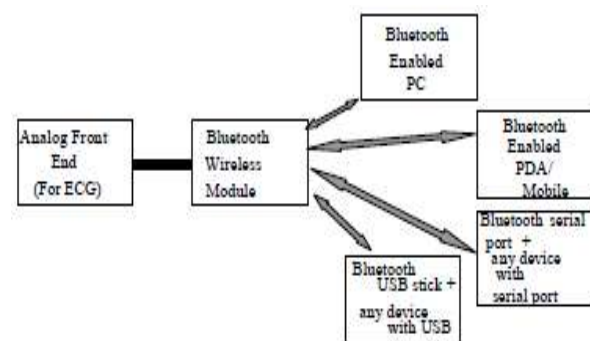 Bluetooth
Enabled
PC
Analog Front
End
(For ECG)
Bluetooth
Wireless
Module
Bluetooth
Enabled
PDA/
Mobile
Bluetooth serial
port +
any device
with
serial port
Bluetooth
USB stick +
any device
with USB